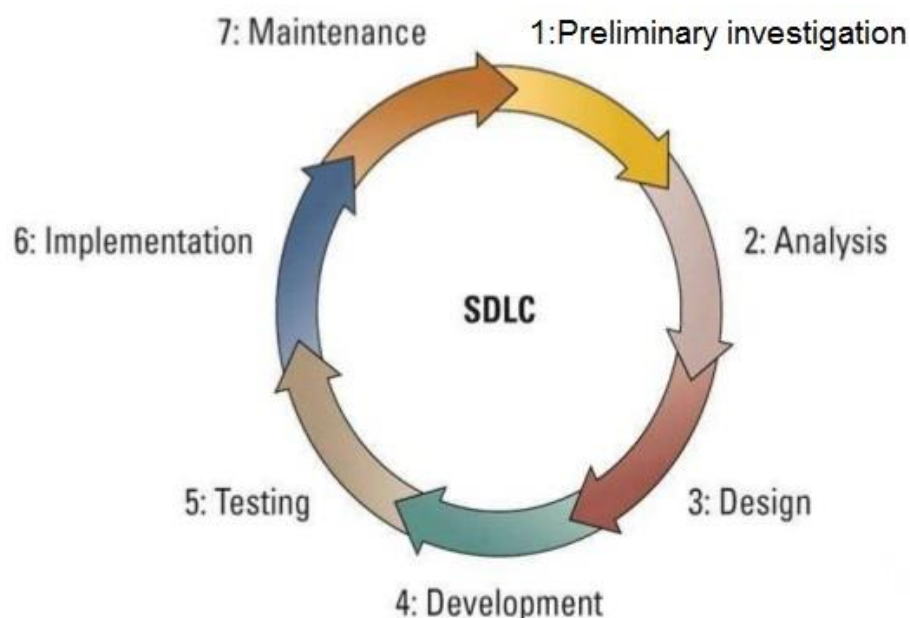 1:Preliminary investigation
2: Analysis
3: Design
4: Development
5: Testing
6: Implementation
7: Maintenance
SDLC